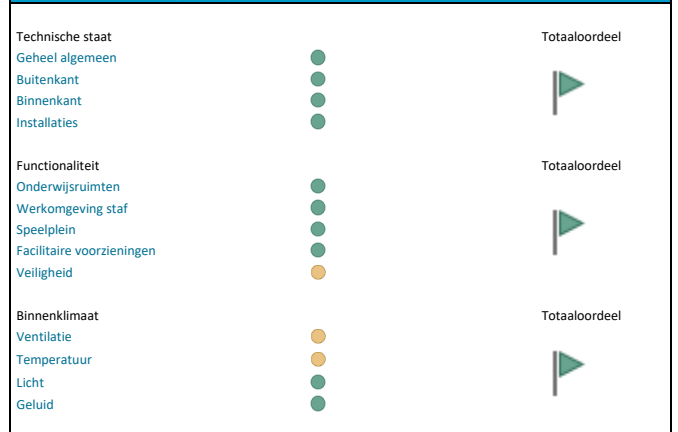 Technische staat Totaaloordeel
Geheel algemeen
Buitenkant
Binnenkant
Installaties
Functionaliteit Totaaloordeel
Onderwijsruimten
Werkomgeving staf
Speelplein
Facilitaire voorzieningen
Veiligheid
Binnenklimaat Totaaloordeel
Ventilatie
Temperatuur
Licht
Geluid